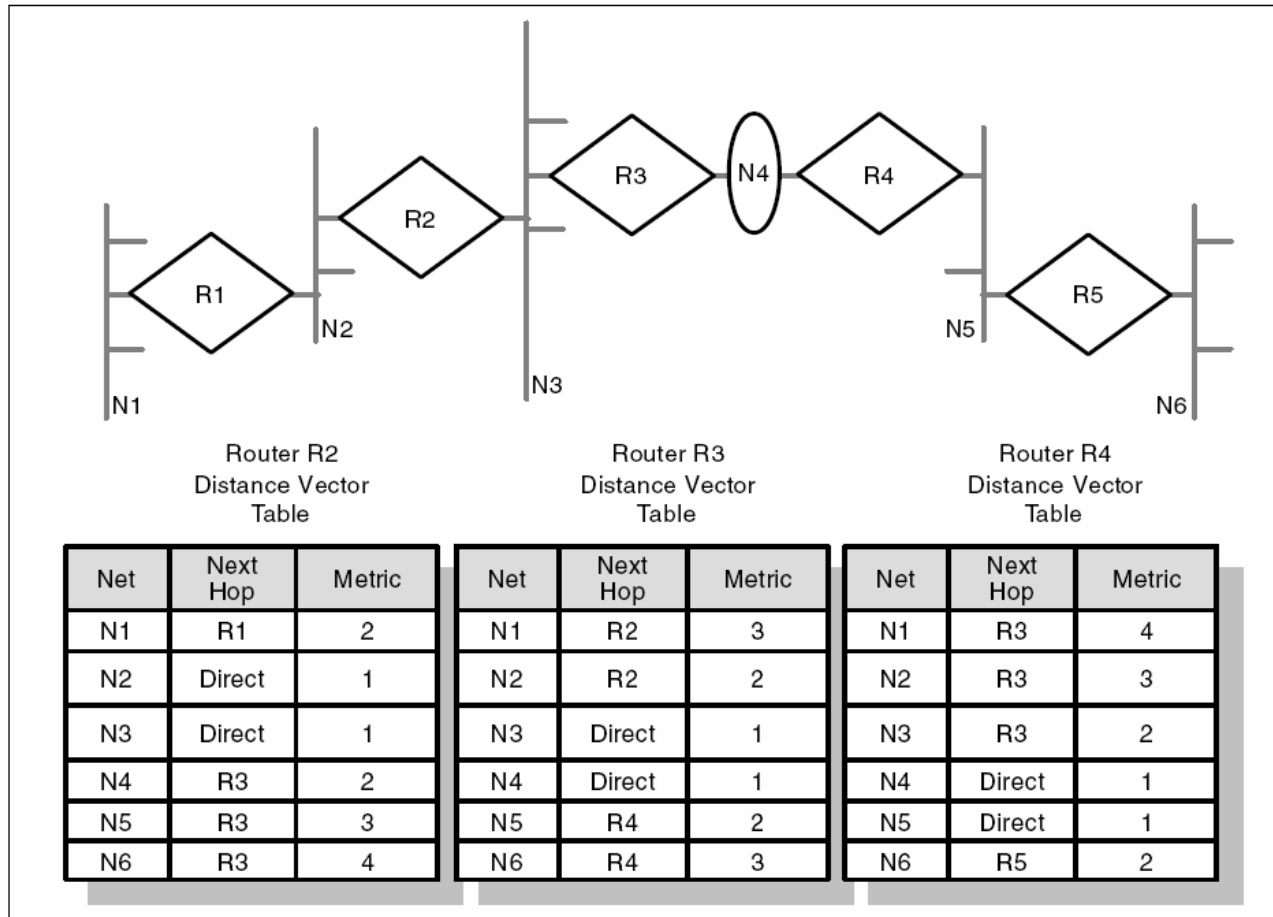 R3
N4
R4
R2
R1
R5
N2
N5
N3
N1
N6
Router R2
Distance Vector
Table
Router R3
Distance Vector
Table
Router R4
Distance Vector
Table
Net Next Hop Metric
N1 R1 2
N2 Direct 1
N3 Direct 1
N4 R3 2
N5 R3 3
N6 R3 4
Net Next Hop Metric
N1 R2 3
N2 R2 2
N3 Direct 1
N4 Direct 1
N5 R4 2
N6 R4 3
Net Next Hop Metric
N1 R3 4
N2 R3 3
N3 R3 2
N4 Direct 1
N5 Direct 1
N6 R5 2